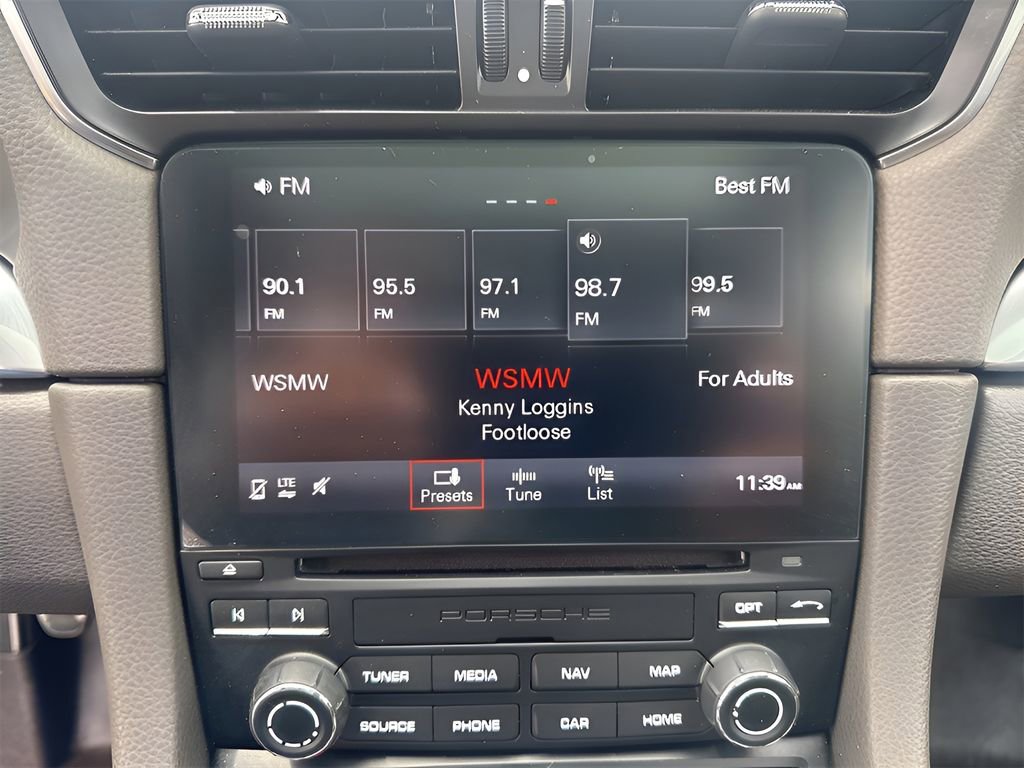 FM
Best FM
90.1
FM
95.5
FM
97.1
FM
98.7
FM
99.5
FM
WSMW
WSMW
For Adults
Kenny Loggins
Footloose
LTE
Presets
Tune
List
11:39AM
PORSCHE
OPT
TUNER
MEDIA
NAV
MAP
SOURCE
PHONE
CAR
HOME